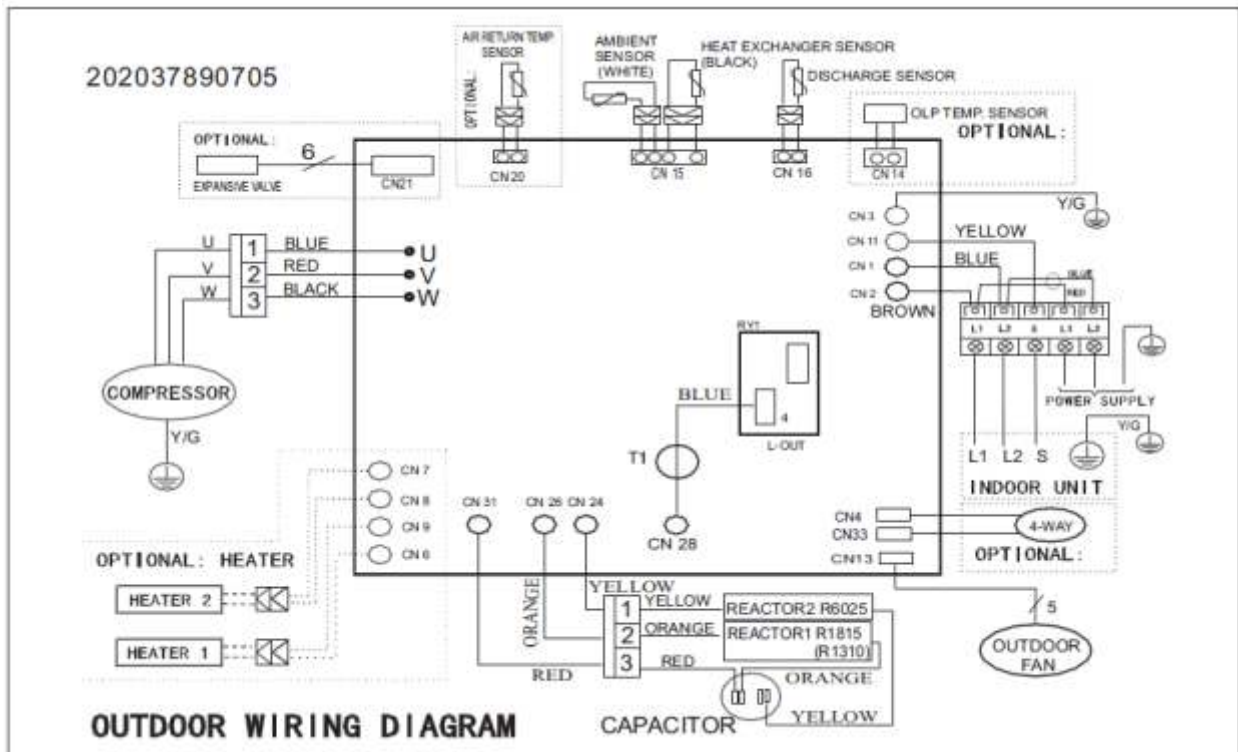 202037890705
AIR RETURN TEMP
SENSOR
OPTIONAL:
CN 20
AMBIENT
SENSOR
(WHITE)
HEAT EXCHANGER SENSOR
(BLACK)
DISCHARGE SENSOR
CN 15
CN 16
OLP TEMP. SENSOR
OPTIONAL:
CN 14
OPTIONAL:
EXPANSIVE VALVE
6
CN21
U
V
W
1
2
3
BLUE
RED
BLACK
U
V
W
COMPRESSOR
Y/G
CN 3
CN 11
CN 1
CN 2
Y/G
YELLOW
BLUE
BROWN
BLUE
RED
L1 L2 S L1 L2
POWER SUPPLY
Y/G
L1 L2 S
INDOOR UNIT
RY1
BLUE
4
L-OUT
T1
CN 28
CN 7
CN 8
CN 9
CN 6
OPTIONAL: HEATER
HEATER 2
HEATER 1
CN 31
CN 26
CN 24
CN4
CN33
CN13
4-WAY
OPTIONAL:
5
OUTDOOR
FAN
YELLOW
ORANGE
RED
1
2
3
YELLOW
ORANGE
RED
REACTOR2 R6025
REACTOR1 R1815
(R1310)
ORANGE
YELLOW
CAPACITOR
OUTDOOR WIRING DIAGRAM